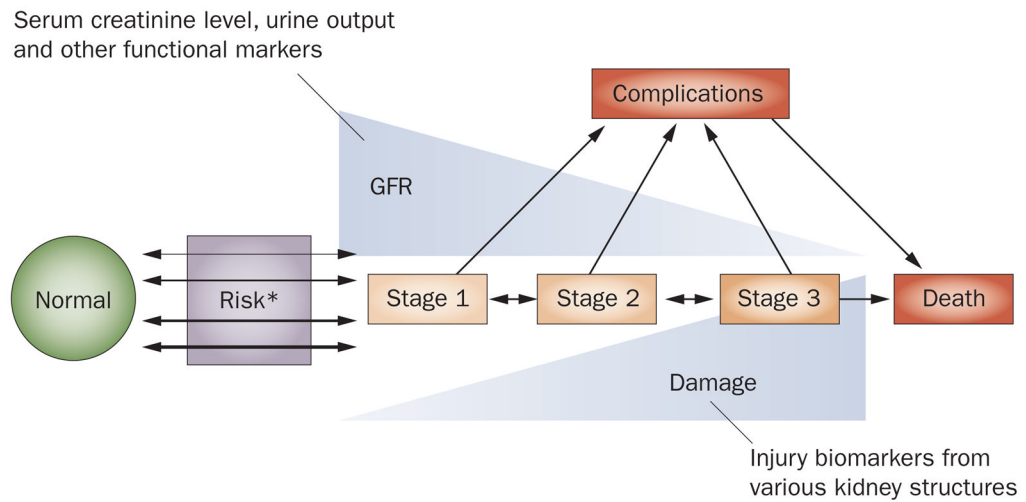 Serum creatinine level, urine output
and other functional markers
Complications
GFR
Normal
Risk*
Stage 1
Stage 2
Stage 3
Death
Damage
Injury biomarkers from
various kidney structures